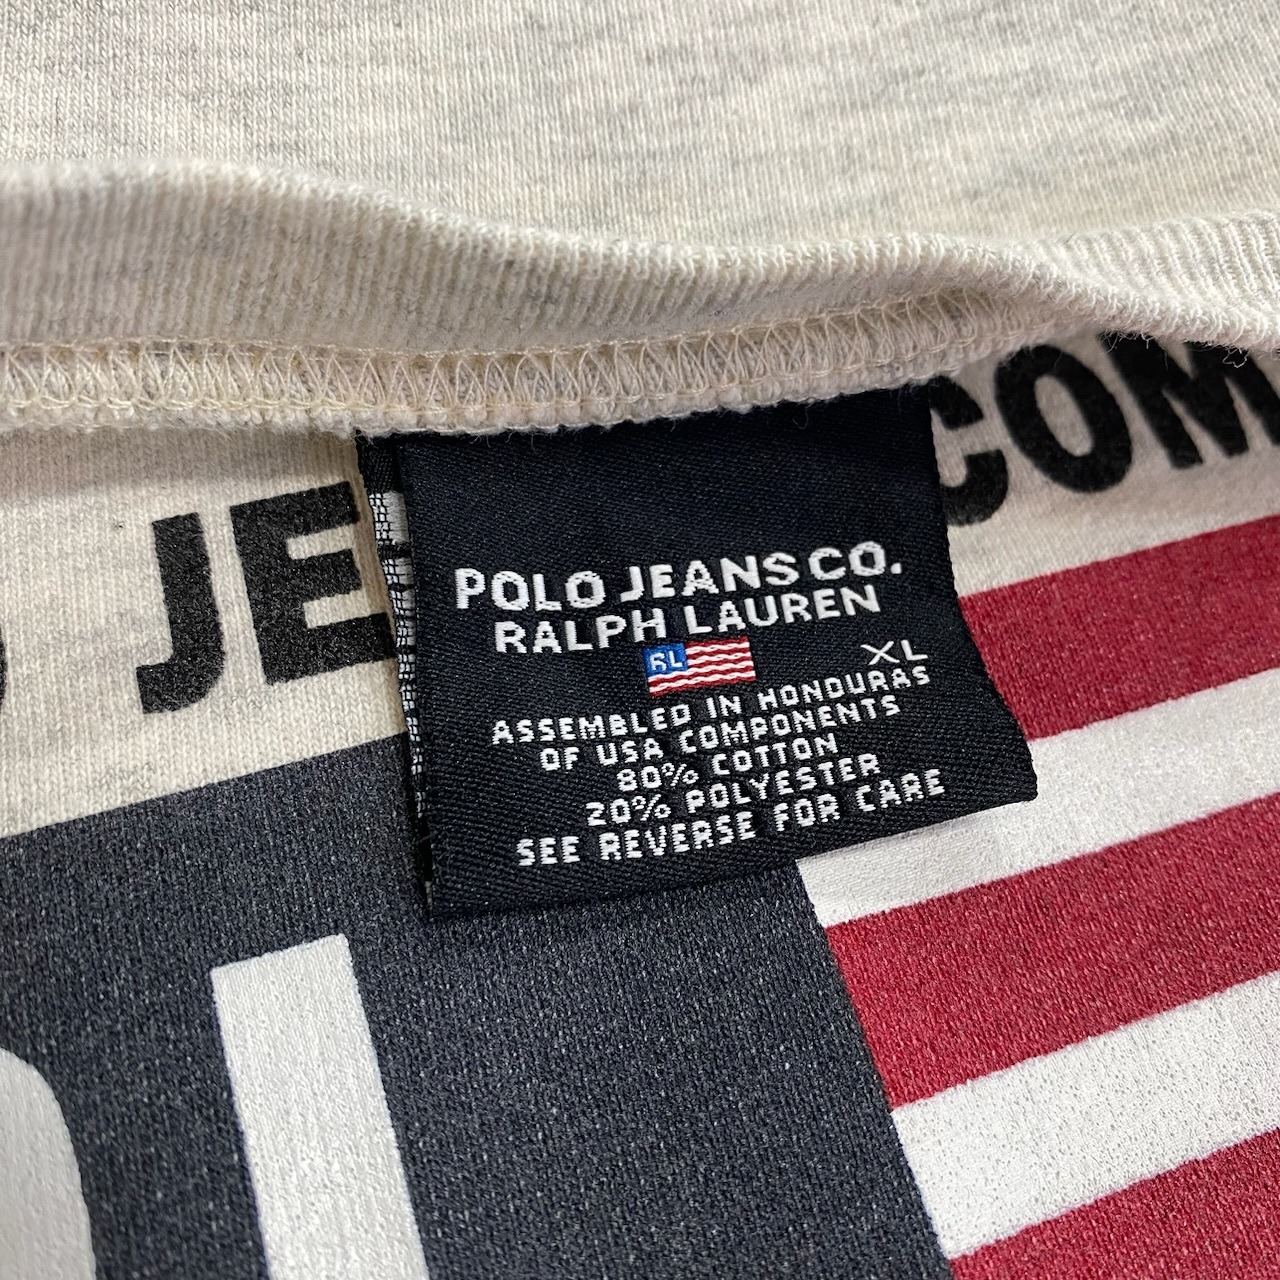 JE
COM
POLO JEANS CO.
RALPH LAUREN
RL
XL
ASSEMBLED IN HONDURAS
OF USA COMPONENTS
80% COTTON
20% POLYESTER
SEE REVERSE FOR CARE